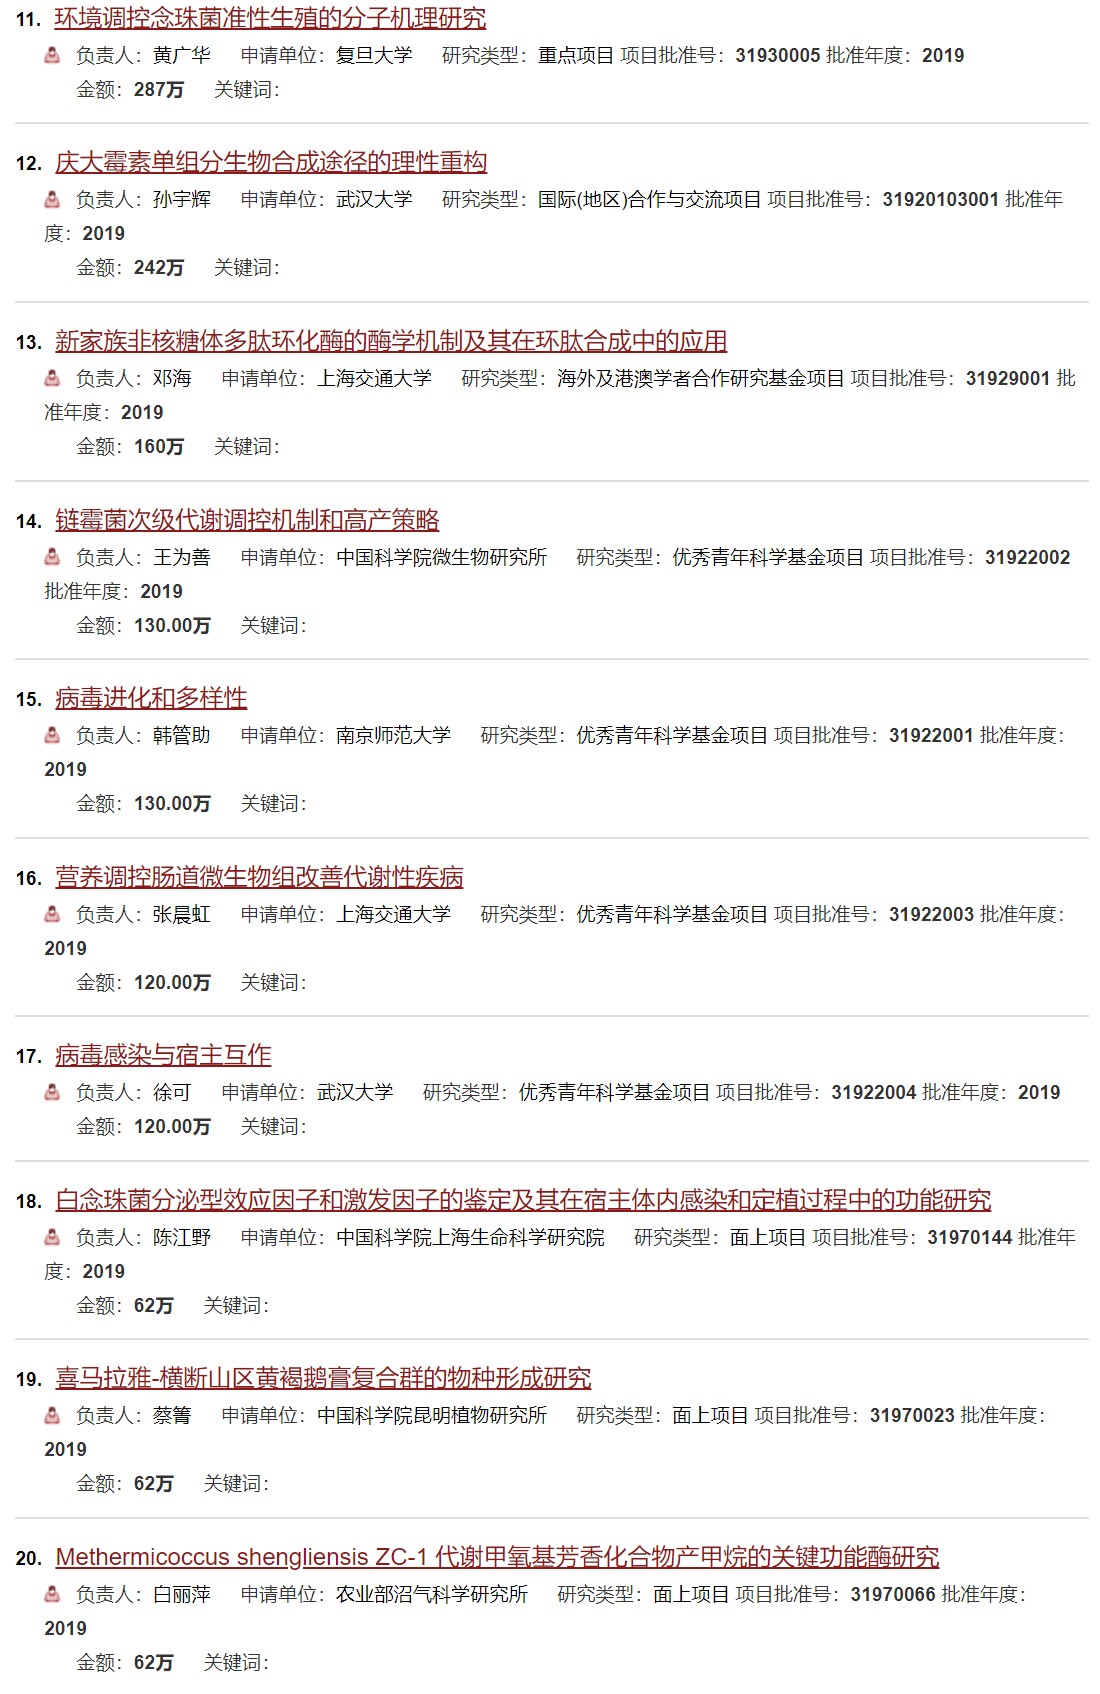 11. 环境调控念珠菌准性生殖的分子机理研究
负责人：黄广华 申请单位：复旦大学 研究类型：重点项目 项目批准号：31930005 批准年度：2019
金额：287万 关键词：
12. 庆大霉素单组分生物合成途径的理性重构
负责人：孙宇辉 申请单位：武汉大学 研究类型：国际(地区)合作与交流项目 项目批准号：31920103001 批准年
度：2019
金额：242万 关键词：
13. 新家族非核糖体多肽环化酶的酶学机制及其在环肽合成中的应用
负责人：邓海 申请单位：上海交通大学 研究类型：海外及港澳学者合作研究基金项目 项目批准号：31929001 批
准年度：2019
金额：160万 关键词：
14. 链霉菌次级代谢调控机制和高产策略
负责人：王为善 申请单位：中国科学院微生物研究所 研究类型：优秀青年科学基金项目 项目批准号：31922002
批准年度：2019
金额：130.00万 关键词：
15. 病毒进化和多样性
负责人：韩管助 申请单位：南京师范大学 研究类型：优秀青年科学基金项目 项目批准号：31922001 批准年度：
2019
金额：130.00万 关键词：
16. 营养调控肠道微生物组改善代谢性疾病
负责人：张晨虹 申请单位：上海交通大学 研究类型：优秀青年科学基金项目 项目批准号：31922003 批准年度：
2019
金额：120.00万 关键词：
17. 病毒感染与宿主互作
负责人：徐可 申请单位：武汉大学 研究类型：优秀青年科学基金项目 项目批准号：31922004 批准年度：2019
金额：120.00万 关键词：
18. 白念珠菌分泌型效应因子和激发因子的鉴定及其在宿主体内感染和定植过程中的功能研究
负责人：陈江野 申请单位：中国科学院上海生命科学研究院 研究类型：面上项目 项目批准号：31970144 批准年
度：2019
金额：62万 关键词：
19. 喜马拉雅-横断山区黄褐鹅膏复合群的物种形成研究
负责人：蔡箐 申请单位：中国科学院昆明植物研究所 研究类型：面上项目 项目批准号：31970023 批准年度：
2019
金额：62万 关键词：
20. Methermicoccus shengliensis ZC-1 代谢甲氧基芳香化合物产甲烷的关键功能酶研究
负责人：白丽萍 申请单位：农业部沼气科学研究所 研究类型：面上项目 项目批准号：31970066 批准年度：
2019
金额：62万 关键词：